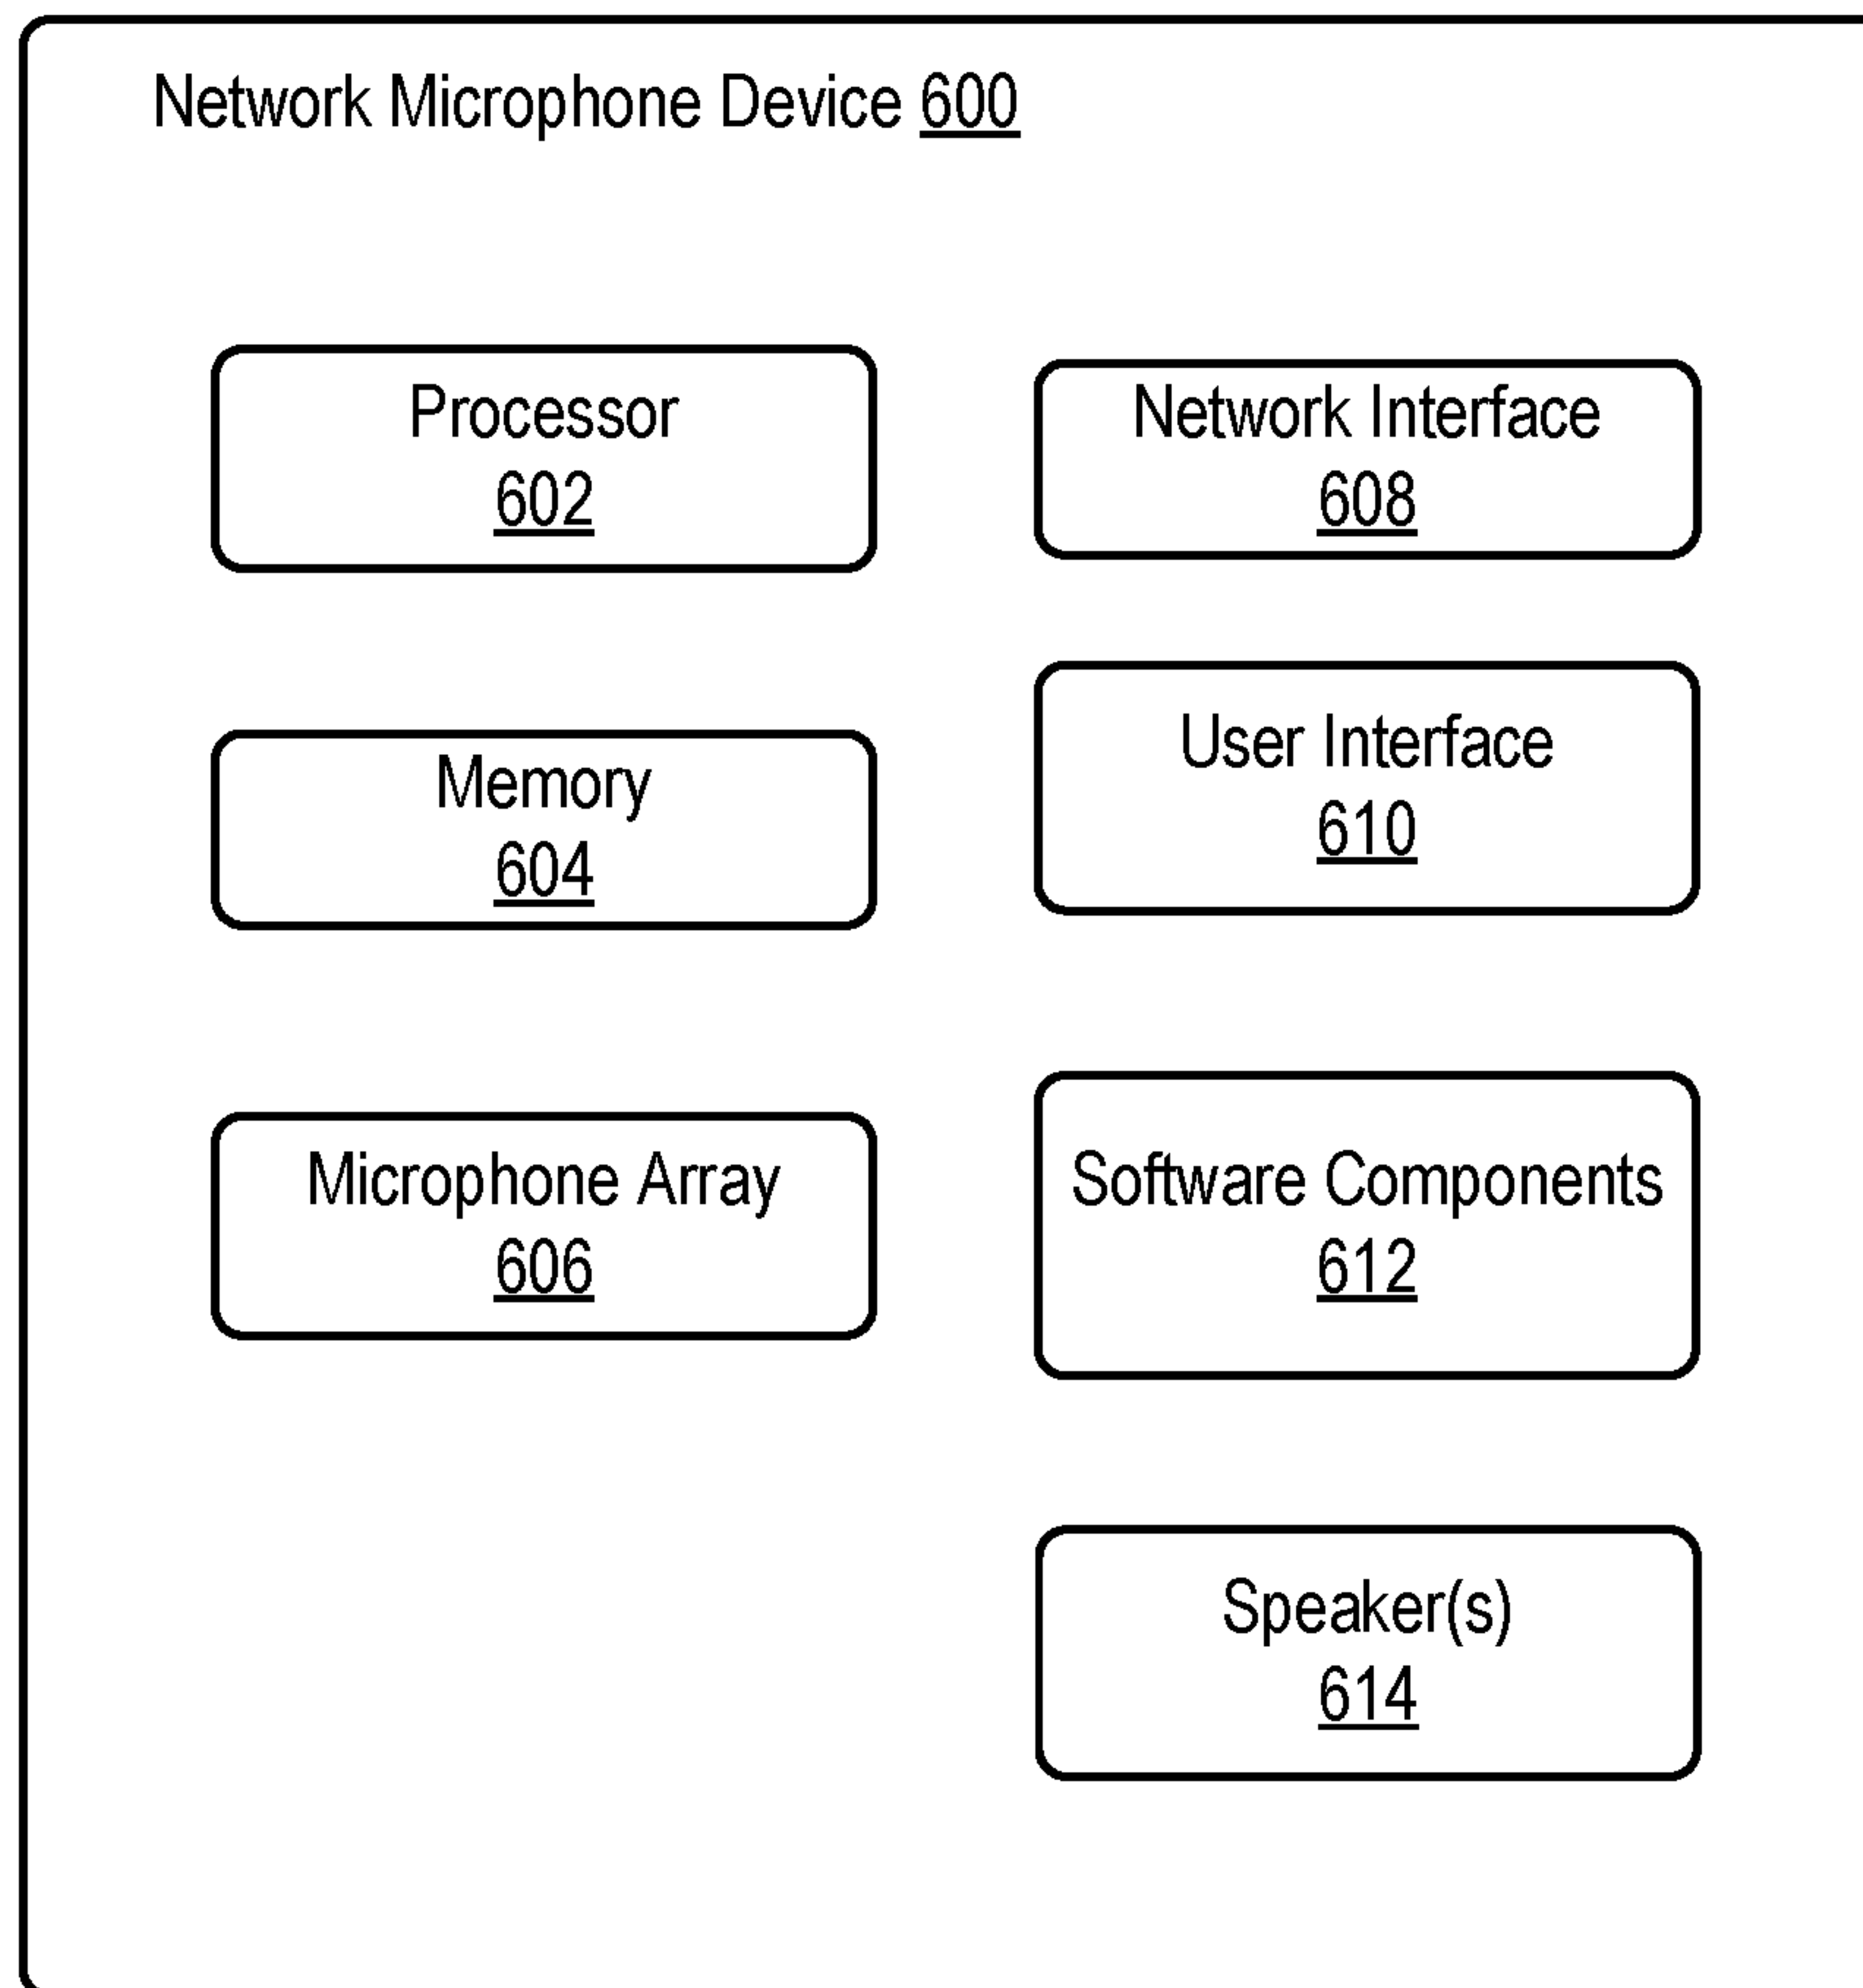 Network Microphone Device 600
Processor
602
Network Interface
608
Memory
604
User Interface
610
Microphone Array
606
Software Components
612
Speaker(s)
614